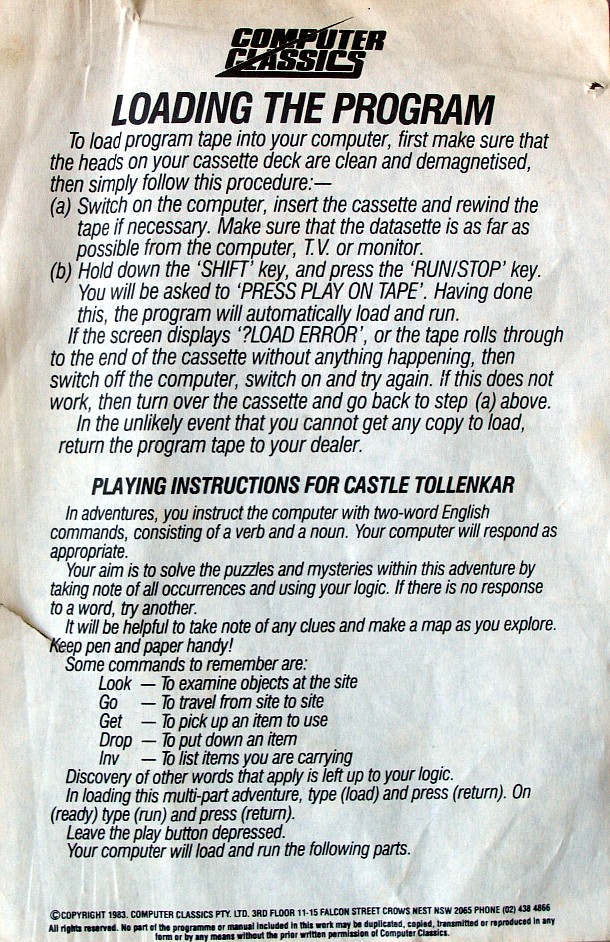 COMPUTER
CLASSICS
LOADING THE PROGRAM
To load program tape into your computer, first make sure that
the heads on your cassette deck are clean and demagnetised,
then simply follow this procedure:—
(a) Switch on the computer, insert the cassette and rewind the
tape if necessary. Make sure that the datasette is as far as
possible from the computer, T.V. or monitor.
(b) Hold down the 'SHIFT' key, and press the 'RUN/STOP' key.
You will be asked to 'PRESS PLAY ON TAPE'. Having done
this, the program will automatically load and run.
If the screen displays '?LOAD ERROR', or the tape rolls through
to the end of the cassette without anything happening, then
switch off the computer, switch on and try again. If this does not
work, then turn over the cassette and go back to step (a) above.
In the unlikely event that you cannot get any copy to load,
return the program tape to your dealer.
PLAYING INSTRUCTIONS FOR CASTLE TOLLENKAR
In adventures, you instruct the computer with two-word English
commands, consisting of a verb and a noun. Your computer will respond as
appropriate.
Your aim is to solve the puzzles and mysteries within this adventure by
taking note of all occurrences and using your logic. If there is no response
to a word, try another.
It will be helpful to take note of any clues and make a map as you explore.
Keep pen and paper handy!
Some commands to remember are:
Look — To examine objects at the site
Go — To travel from site to site
Get — To pick up an item to use
Drop — To put down an item
Inv — To list items you are carrying
Discovery of other words that apply is left up to your logic.
In loading this multi-part adventure, type (load) and press (return). On
(ready) type (run) and press (return).
Leave the play button depressed.
Your computer will load and run the following parts.
©COPYRIGHT 1983. COMPUTER CLASSICS PTY. LTD. 3RD FLOOR 11-15 FALCON STREET CROWS NEST NSW 2065 PHONE (02) 438 4866
All rights reserved. No part of the programme or manual included in this work may be duplicated, copied, transmitted or reproduced in any
form or by any means without the prior written permission of Computer Classics.